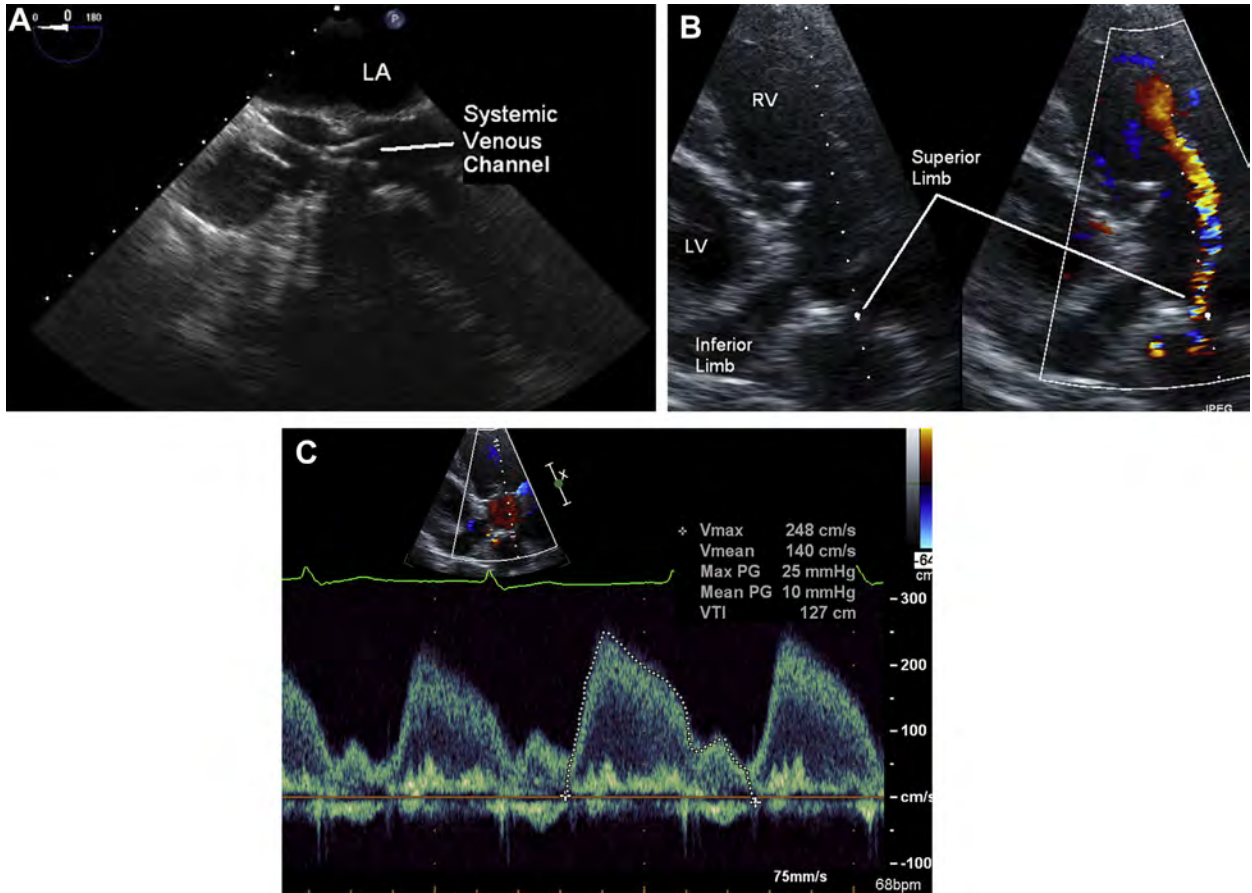 A
0 0 180
P
LA
Systemic
Venous
Channel
B
RV
LV
Superior
Limb
Inferior
Limb
JPEG
C
X
Vmax 248 cm/s
Vmean 140 cm/s
Max PG 25 mmHg
Mean PG 10 mmHg
VTI 127 cm
-64
cm
300
200
100
cm/s
-100
75mm/s
68bpm